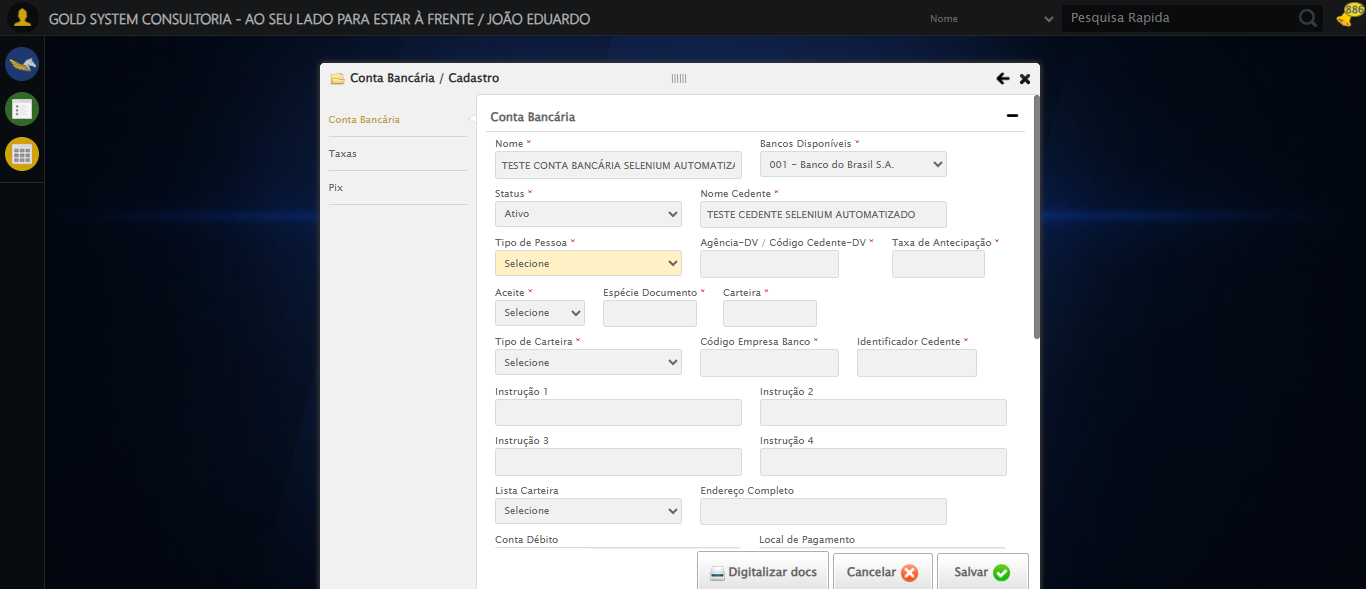 GOLD SYSTEM CONSULTORIA - AO SEU LADO PARA ESTAR À FRENTE / JOÃO EDUARDO
Nome
Pesquisa Rapida
886
Conta Bancária / Cadastro
Conta Bancária
Taxas
Pix
Conta Bancária
Nome * Bancos Disponíveis *
TESTE CONTA BANCÁRIA SELENIUM AUTOMATIZA 001 - Banco do Brasil S.A.
Status * Nome Cedente *
Ativo TESTE CEDENTE SELENIUM AUTOMATIZADO
Tipo de Pessoa * Agência-DV / Código Cedente-DV * Taxa de Antecipação *
Selecione
Aceite * Espécie Documento * Carteira *
Selecione
Tipo de Carteira * Código Empresa Banco * Identificador Cedente *
Selecione
Instrução 1 Instrução 2
Instrução 3 Instrução 4
Lista Carteira Endereço Completo
Selecione
Conta Débito Local de Pagamento
Digitalizar docs Cancelar Salvar